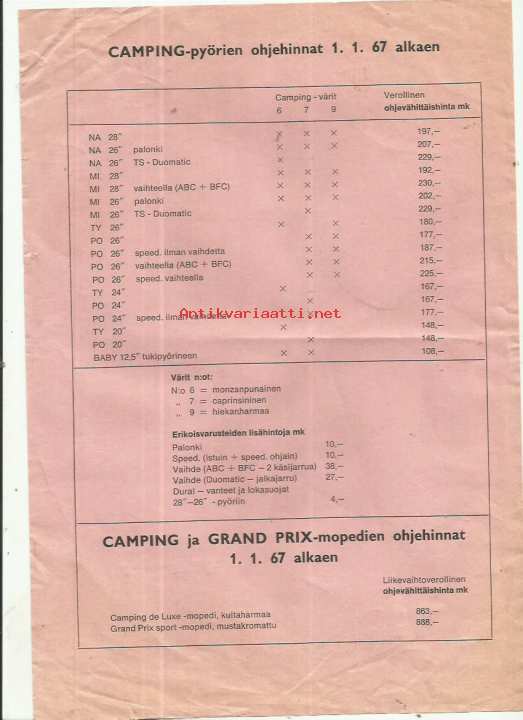 CAMPING-pyörien ohjehinnat 1. 1. 67 alkaen
Camping - värit Verollinen
6 7 9 ohjevähittäishinta mk
NA 28″ × × × 197,—
NA 26″ palonki × × × 207,—
NA 26″ TS - Duomatic × 229,—
MI 28″ × × × 192,—
MI 28″ vaihteella (ABC + BFC) × × × 230,—
MI 26″ palonki × × × 202,—
MI 26″ TS - Duomatic × 229,—
TY 26″ × × 180,—
PO 26″ × × 177,—
PO 26″ speed. ilman vaihdetta × × 187,—
PO 26″ vaihteella (ABC + BFC) × × 215,—
PO 26″ speed. vaihteella × × 225,—
TY 24″ × 167,—
PO 24″ × 167,—
PO 24″ speed. ilman vaihdetta × 177,—
Antikvariaatti.net
TY 20″ × 148,—
PO 20″ × 148,—
BABY 12.5″ tukipyörineen × × 108,—
Värit n:ot:
N:o 6 = monzanpunainen
„ 7 = caprinsininen
„ 9 = hiekanharmaa
Erikoisvarusteiden lisähintoja mk
Palonki 10,—
Speed. (istuin + speed. ohjain) 10,—
Vaihde (ABC + BFC – 2 käsijarrua) 38,—
Vaihde (Duomatic – jalkajarru) 27,—
Dural – vanteet ja lokasuojat
28″–26″ - pyöriin 4,—
CAMPING ja GRAND PRIX-mopedien ohjehinnat
1. 1. 67 alkaen
Liikevaihtoverollinen
ohjevähittäishinta mk
Camping de Luxe -mopedi, kultaharmaa 863,—
Grand Prix sport -mopedi, mustakromattu 888,—